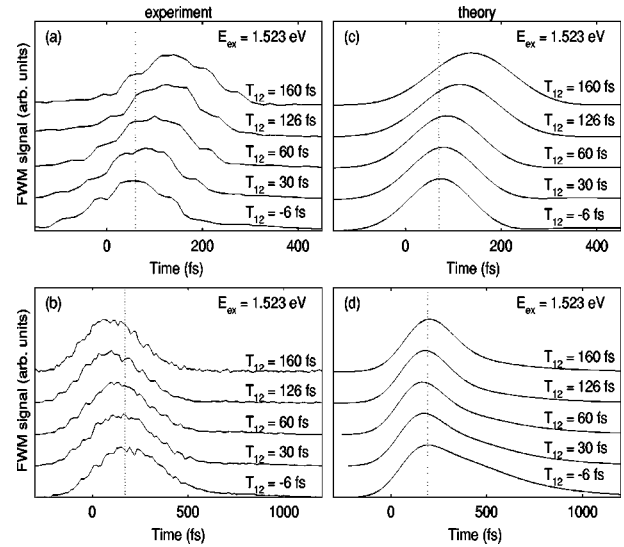 experiment
theory
FWM signal (arb. units)
(a)
E_ex = 1.523 eV
T_12 = 160 fs
T_12 = 126 fs
T_12 = 60 fs
T_12 = 30 fs
T_12 = -6 fs
0 200 400
Time (fs)
(c)
E_ex = 1.523 eV
T_12 = 160 fs
T_12 = 126 fs
T_12 = 60 fs
T_12 = 30 fs
T_12 = -6 fs
0 200 400
Time (fs)
FWM signal (arb. units)
(b)
E_ex = 1.523 eV
T_12 = 160 fs
T_12 = 126 fs
T_12 = 60 fs
T_12 = 30 fs
T_12 = -6 fs
0 500 1000
Time (fs)
(d)
E_ex = 1.523 eV
T_12 = 160 fs
T_12 = 126 fs
T_12 = 60 fs
T_12 = 30 fs
T_12 = -6 fs
0 500 1000
Time (fs)